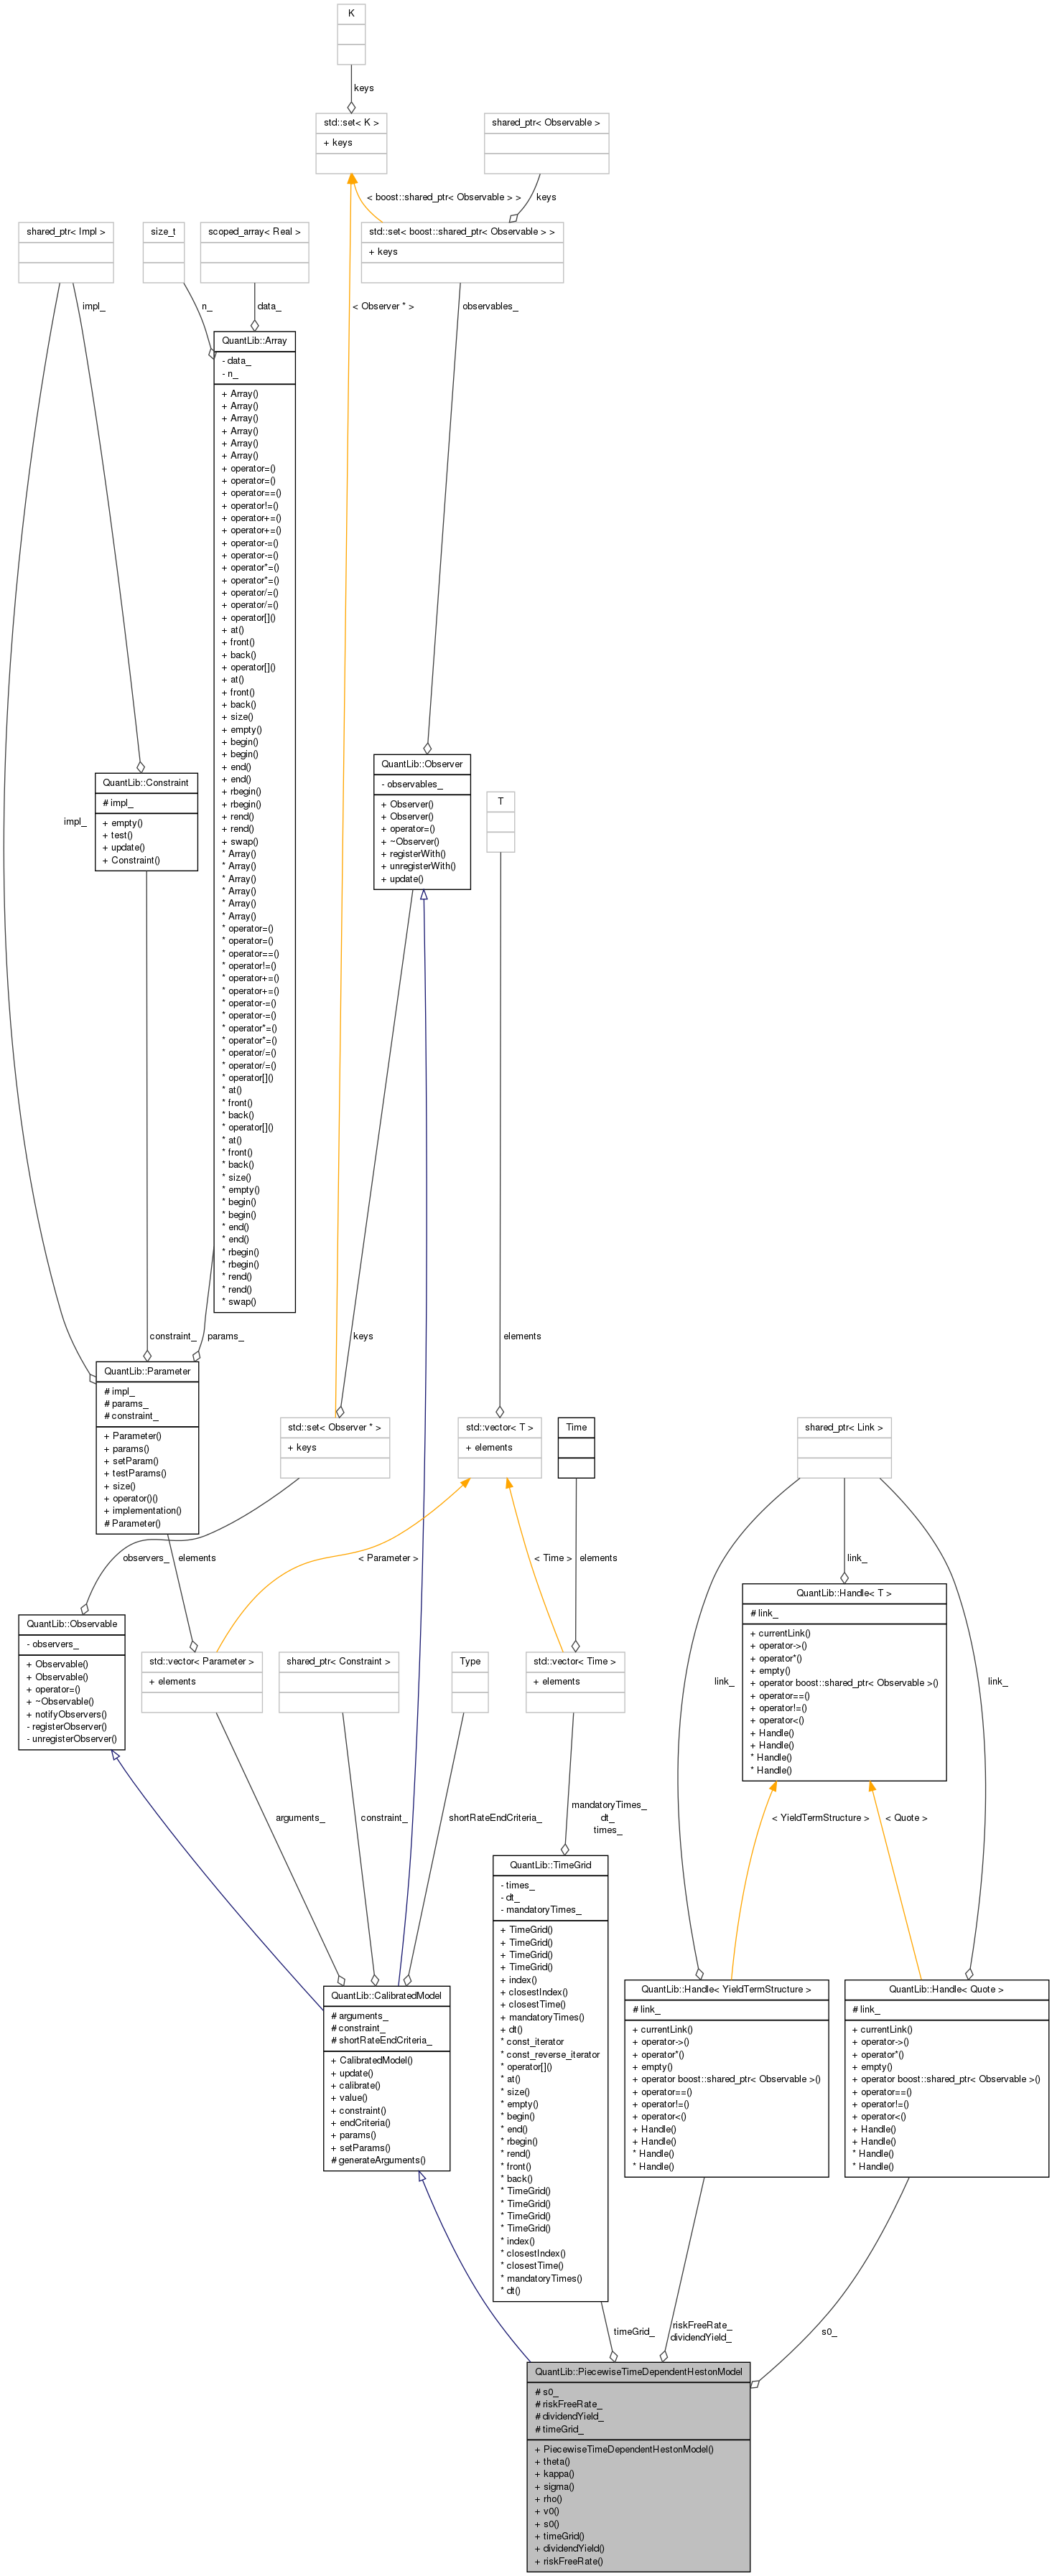 K
keys
std::set< K >
+ keys
shared_ptr< Observable >
< boost::shared_ptr< Observable > >
keys
shared_ptr< Impl >
size_t
scoped_array< Real >
std::set< boost::shared_ptr< Observable > >
+ keys
impl_
n_
data_
< Observer * >
observables_
QuantLib::Array
- data_
- n_
+ Array()
+ Array()
+ Array()
+ Array()
+ Array()
+ Array()
+ operator=()
+ operator=()
+ operator==()
+ operator!=()
+ operator+=()
+ operator+=()
+ operator-=()
+ operator-=()
+ operator*=()
+ operator*=()
+ operator/=()
+ operator/=()
+ operator[]()
+ at()
+ front()
+ back()
+ operator[]()
+ at()
+ front()
+ back()
+ size()
+ empty()
+ begin()
+ begin()
+ end()
+ end()
+ rbegin()
+ rbegin()
+ rend()
+ rend()
+ swap()
* Array()
* Array()
* Array()
* Array()
* Array()
* Array()
* operator=()
* operator=()
* operator==()
* operator!=()
* operator+=()
* operator+=()
* operator-=()
* operator-=()
* operator*=()
* operator*=()
* operator/=()
* operator/=()
* operator[]()
* at()
* front()
* back()
* operator[]()
* at()
* front()
* back()
* size()
* empty()
* begin()
* begin()
* end()
* end()
* rbegin()
* rbegin()
* rend()
* rend()
* swap()
QuantLib::Constraint
# impl_
+ empty()
+ test()
+ update()
+ Constraint()
impl_
QuantLib::Observer
- observables_
+ Observer()
+ Observer()
+ operator=()
+ ~Observer()
+ registerWith()
+ unregisterWith()
+ update()
T
constraint_
params_
keys
elements
QuantLib::Parameter
# impl_
# params_
# constraint_
+ Parameter()
+ params()
+ setParam()
+ testParams()
+ size()
+ operator()()
+ implementation()
# Parameter()
std::set< Observer * >
+ keys
std::vector< T >
+ elements
Time
shared_ptr< Link >
observers_
elements
< Parameter >
< Time >
elements
link_
QuantLib::Handle< T >
# link_
+ currentLink()
+ operator->()
+ operator*()
+ empty()
+ operator boost::shared_ptr< Observable >()
+ operator==()
+ operator!=()
+ operator<()
+ Handle()
+ Handle()
* Handle()
* Handle()
QuantLib::Observable
- observers_
+ Observable()
+ Observable()
+ operator=()
+ ~Observable()
+ notifyObservers()
- registerObserver()
- unregisterObserver()
std::vector< Parameter >
+ elements
shared_ptr< Constraint >
Type
std::vector< Time >
+ elements
link_
link_
arguments_
constraint_
shortRateEndCriteria_
mandatoryTimes_
dt_
times_
< YieldTermStructure >
< Quote >
QuantLib::TimeGrid
- times_
- dt_
- mandatoryTimes_
+ TimeGrid()
+ TimeGrid()
+ TimeGrid()
+ TimeGrid()
+ index()
+ closestIndex()
+ closestTime()
+ mandatoryTimes()
+ dt()
* const_iterator
* const_reverse_iterator
* operator[]()
* at()
* size()
* empty()
* begin()
* end()
* rbegin()
* rend()
* front()
* back()
* TimeGrid()
* TimeGrid()
* TimeGrid()
* TimeGrid()
* index()
* closestIndex()
* closestTime()
* mandatoryTimes()
* dt()
QuantLib::CalibratedModel
# arguments_
# constraint_
# shortRateEndCriteria_
+ CalibratedModel()
+ update()
+ calibrate()
+ value()
+ constraint()
+ endCriteria()
+ params()
+ setParams()
# generateArguments()
QuantLib::Handle< YieldTermStructure >
# link_
+ currentLink()
+ operator->()
+ operator*()
+ empty()
+ operator boost::shared_ptr< Observable >()
+ operator==()
+ operator!=()
+ operator<()
+ Handle()
+ Handle()
* Handle()
* Handle()
QuantLib::Handle< Quote >
# link_
+ currentLink()
+ operator->()
+ operator*()
+ empty()
+ operator boost::shared_ptr< Observable >()
+ operator==()
+ operator!=()
+ operator<()
+ Handle()
+ Handle()
* Handle()
* Handle()
timeGrid_
riskFreeRate_
dividendYield_
s0_
QuantLib::PiecewiseTimeDependentHestonModel
# s0_
# riskFreeRate_
# dividendYield_
# timeGrid_
+ PiecewiseTimeDependentHestonModel()
+ theta()
+ kappa()
+ sigma()
+ rho()
+ v0()
+ s0()
+ timeGrid()
+ dividendYield()
+ riskFreeRate()